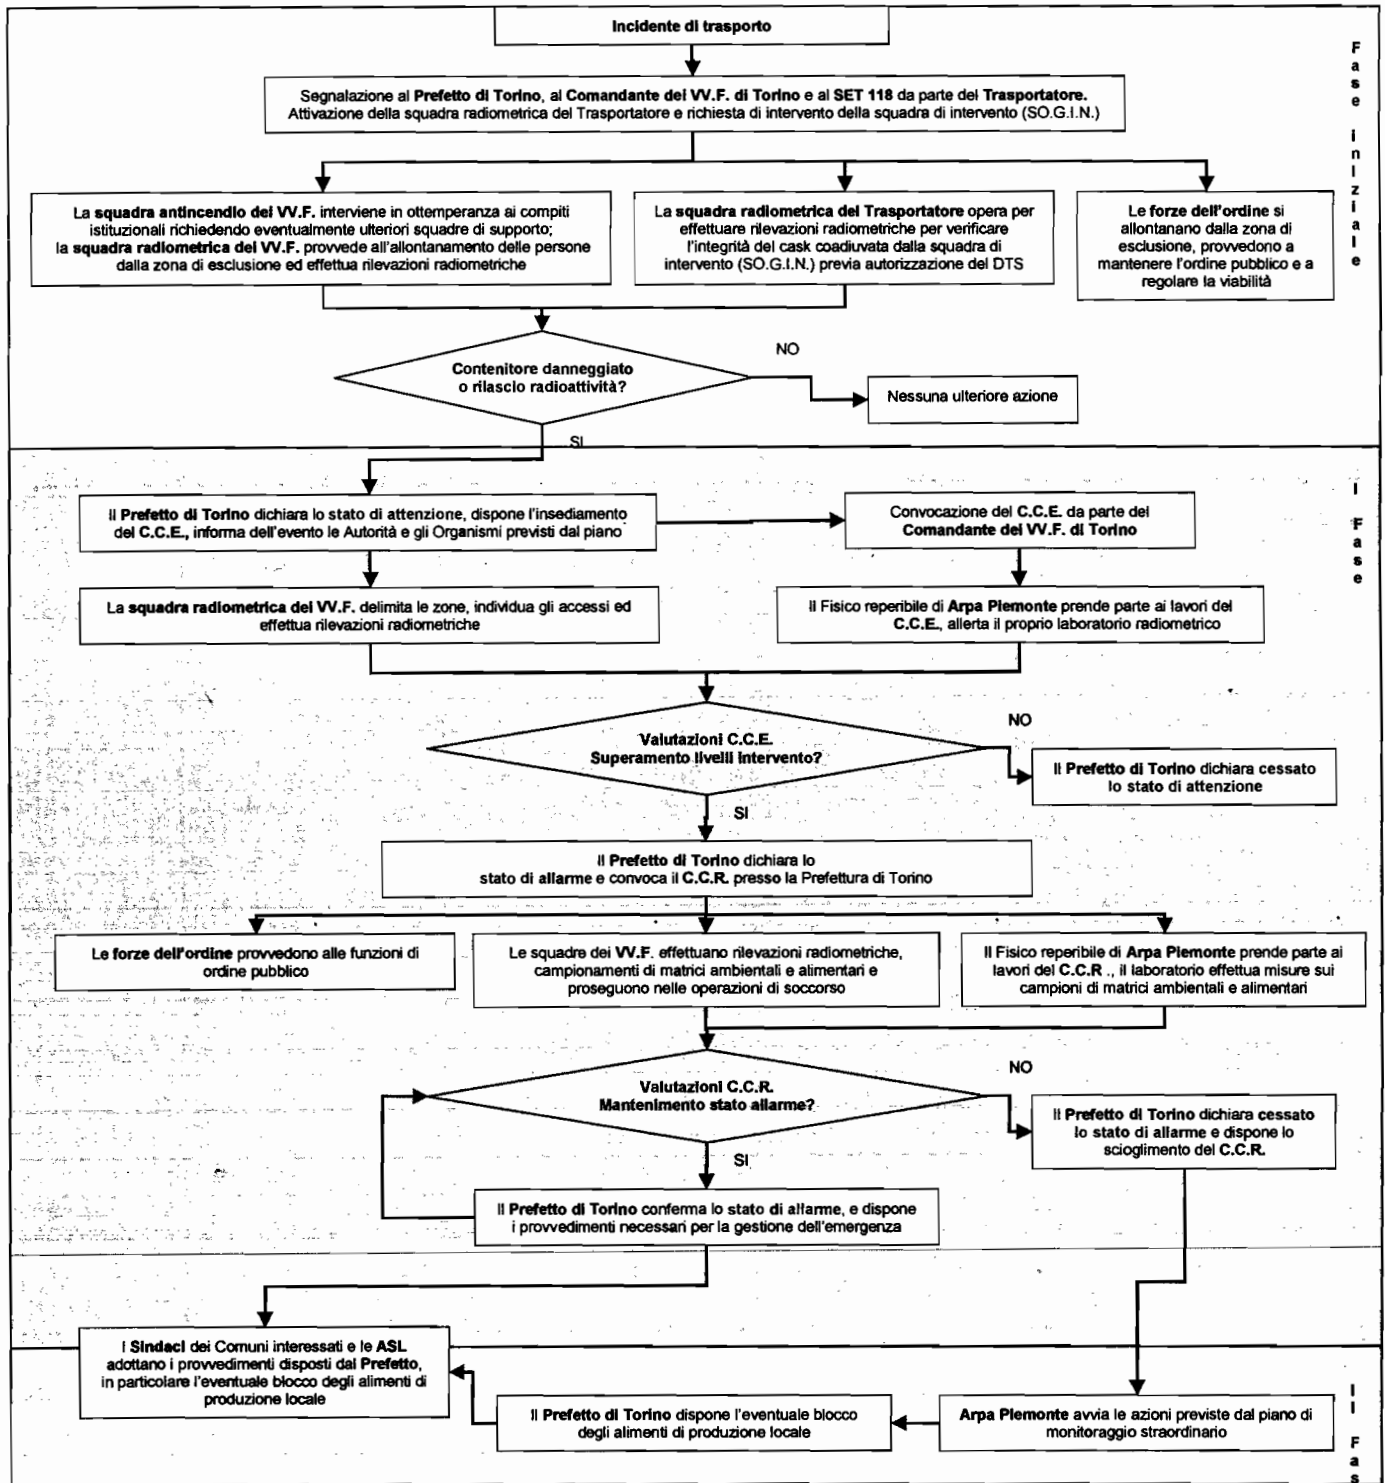 Incidente di trasporto
Fase iniziale
Segnalazione al Prefetto di Torino, al Comandante dei VV.F. di Torino e al SET 118 da parte del Trasportatore.
Attivazione della squadra radiometrica del Trasportatore e richiesta di intervento della squadra di intervento (SO.G.I.N.)
La squadra antincendio dei VV.F. interviene in ottemperanza ai compiti
istituzionali richiedendo eventualmente ulteriori squadre di supporto;
la squadra radiometrica dei VV.F. provvede all'allontanamento delle persone
dalla zona di esclusione ed effettua rilevazioni radiometriche
La squadra radiometrica del Trasportatore opera per
effettuare rilevazioni radiometriche per verificare
l'integrità del cask coadiuvata dalla squadra di
intervento (SO.G.I.N.) previa autorizzazione del DTS
Le forze dell'ordine si
allontanano dalla zona di
esclusione, provvedono a
mantenere l'ordine pubblico e a
regolare la viabilità
Contenitore danneggiato
o rilascio radioattività?
NO
Nessuna ulteriore azione
SI
I Fase
Il Prefetto di Torino dichiara lo stato di attenzione, dispone l'insediamento
del C.C.E., informa dell'evento le Autorità e gli Organismi previsti dal piano
Convocazione del C.C.E. da parte del
Comandante dei VV.F. di Torino
La squadra radiometrica dei VV.F. delimita le zone, individua gli accessi ed
effettua rilevazioni radiometriche
Il Fisico reperibile di Arpa Piemonte prende parte ai lavori del
C.C.E., allerta il proprio laboratorio radiometrico
Valutazioni C.C.E.
Superamento livelli intervento?
NO
Il Prefetto di Torino dichiara cessato
lo stato di attenzione
SI
Il Prefetto di Torino dichiara lo
stato di allarme e convoca il C.C.R. presso la Prefettura di Torino
Le forze dell'ordine provvedono alle funzioni di
ordine pubblico
Le squadre dei VV.F. effettuano rilevazioni radiometriche,
campionamenti di matrici ambientali e alimentari e
proseguono nelle operazioni di soccorso
Il Fisico reperibile di Arpa Piemonte prende parte ai
lavori del C.C.R ., il laboratorio effettua misure sui
campioni di matrici ambientali e alimentari
Valutazioni C.C.R.
Mantenimento stato allarme?
NO
Il Prefetto di Torino dichiara cessato
lo stato di allarme e dispone lo
scioglimento del C.C.R.
SI
Il Prefetto di Torino conferma lo stato di allarme, e dispone
i provvedimenti necessari per la gestione dell'emergenza
I Sindaci dei Comuni interessati e le ASL
adottano i provvedimenti disposti dal Prefetto,
in particolare l'eventuale blocco degli alimenti di
produzione locale
Il Prefetto di Torino dispone l'eventuale blocco
degli alimenti di produzione locale
Arpa Piemonte avvia le azioni previste dal piano di
monitoraggio straordinario
II Fas